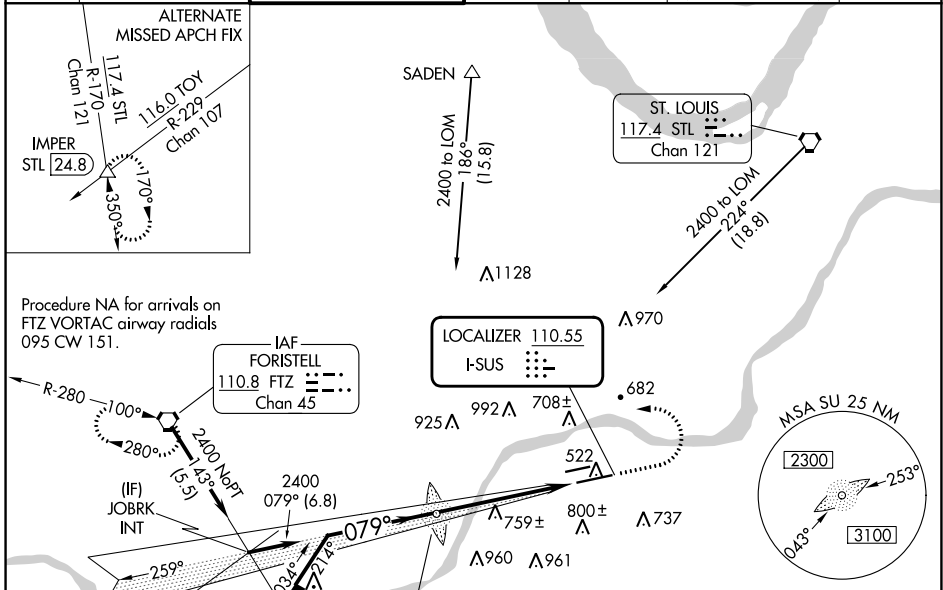 ALTERNATE
MISSED APCH FIX
117.4 STL
R-170
Chan 121
116.0 TOY
R-229
Chan 107
IMPER
STL 24.8
170°
350°
SADEN
2400 to LOM
186°
(15.8)
ST. LOUIS
117.4 STL
Chan 121
2400 to LOM
224°
(18.8)
1128
970
Procedure NA for arrivals on
FTZ VORTAC airway radials
095 CW 151.
LOCALIZER 110.55
I-SUS
IAF
FORISTELL
110.8 FTZ
Chan 45
R-280
100°
280°
2400 NoPT
143°
(5.5)
925
992
708±
682
522
MSA SU 25 NM
2300
253°
043°
3100
(IF)
JOBRK
INT
2400
079° (6.8)
079°
759±
800±
737
960
961
259°
034°
214°